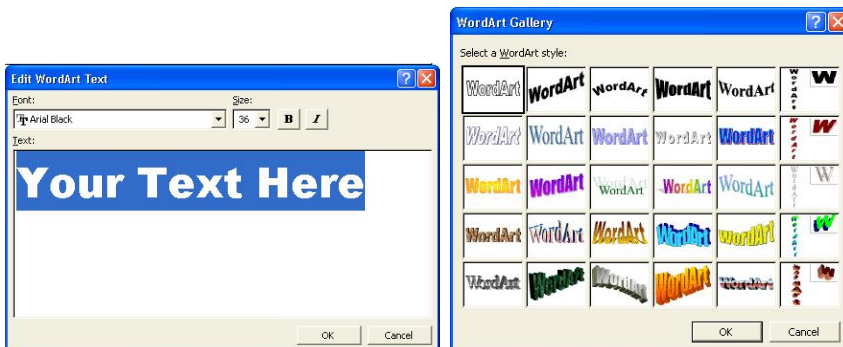 Edit WordArt Text
Font:
Size:
Arial Black
36
B
I
Text:
Your Text Here
OK
Cancel
WordArt Gallery
Select a WordArt style:
WordArt WordArt WordArt WordArt WordArt WordArt W
WordArt WordArt WordArt WordArt WordArt WordArt W
WordArt WordArt WordArt WordArt WordArt WordArt W
WordArt WordArt WordArt WordArt WordArt WordArt W
WordArt WordArt WordArt WordArt WordArt WordArt W
OK
Cancel